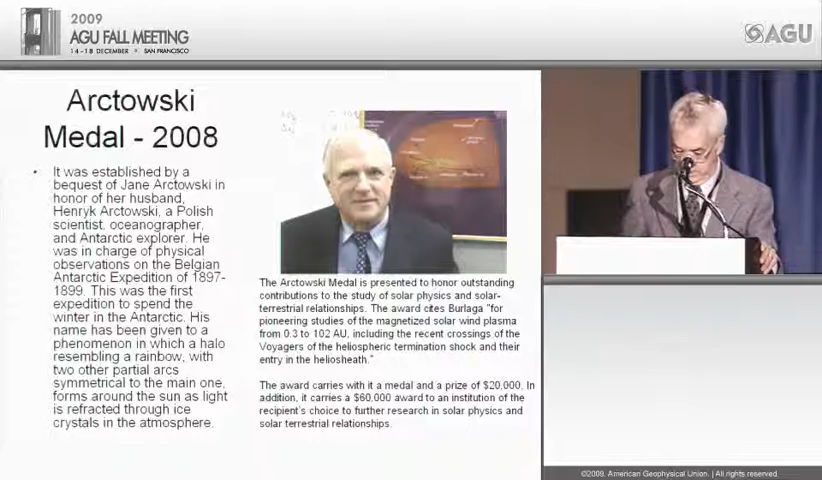 2009
AGU FALL MEETING
14 - 18 DECEMBER • SAN FRANCISCO
AGU
Arctowski
Medal - 2008
• It was established by a
bequest of Jane Arctowski in
honor of her husband,
Henryk Arctowski, a Polish
scientist, oceanographer,
and Antarctic explorer. He
was in charge of physical
observations on the Belgian
Antarctic Expedition of 1897-
1899. This was the first
expedition to spend the
winter in the Antarctic. His
name has been given to a
phenomenon in which a halo
resembling a rainbow, with
two other partial arcs
symmetrical to the main one,
forms around the sun as light
is refracted through ice
crystals in the atmosphere.
The Arctowski Medal is presented to honor outstanding
contributions to the study of solar physics and solar-
terrestrial relationships. The award cites Burlaga "for
pioneering studies of the magnetized solar wind plasma
from 0.3 to 102 AU, including the recent crossings of the
Voyagers of the heliospheric termination shock and their
entry in the heliosheath."
The award carries with it a medal and a prize of $20,000. In
addition, it carries a $60,000 award to an institution of the
recipient's choice to further research in solar physics and
solar terrestrial relationships.
©2009. American Geophysical Union. | All rights reserved.